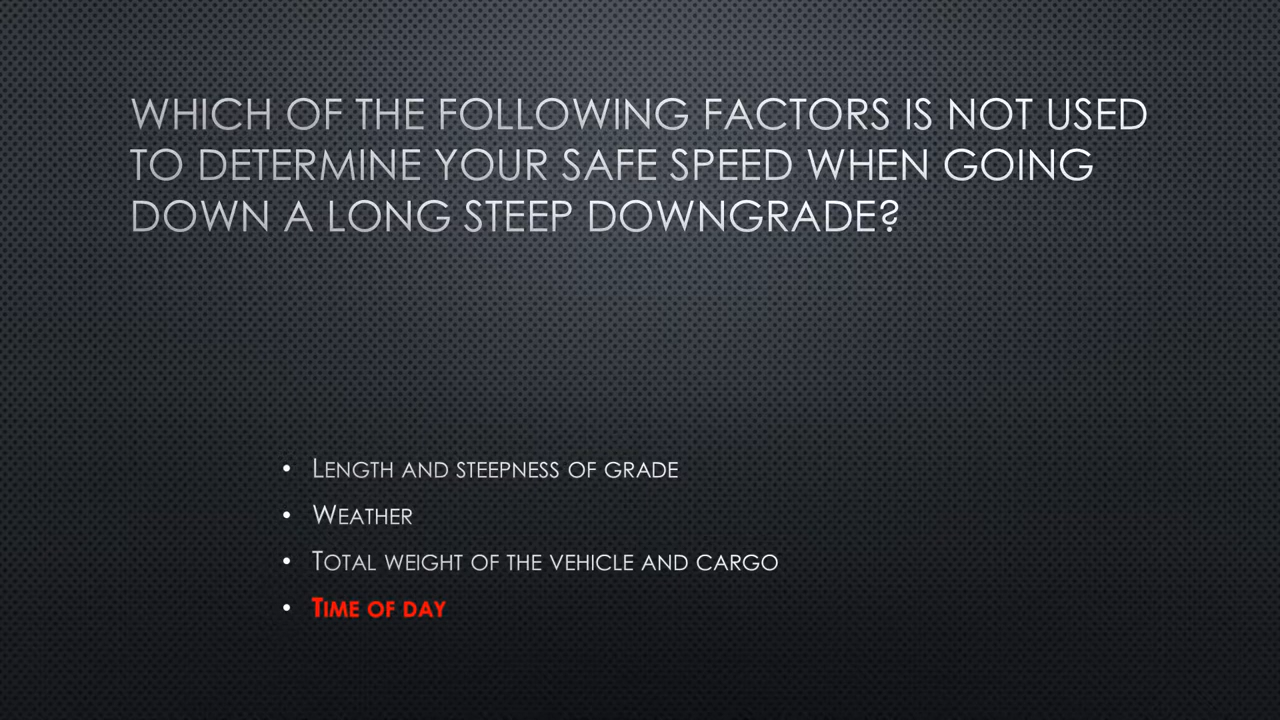 WHICH OF THE FOLLOWING FACTORS IS NOT USED
TO DETERMINE YOUR SAFE SPEED WHEN GOING
DOWN A LONG STEEP DOWNGRADE?
• LENGTH AND STEEPNESS OF GRADE
• WEATHER
• TOTAL WEIGHT OF THE VEHICLE AND CARGO
• TIME OF DAY